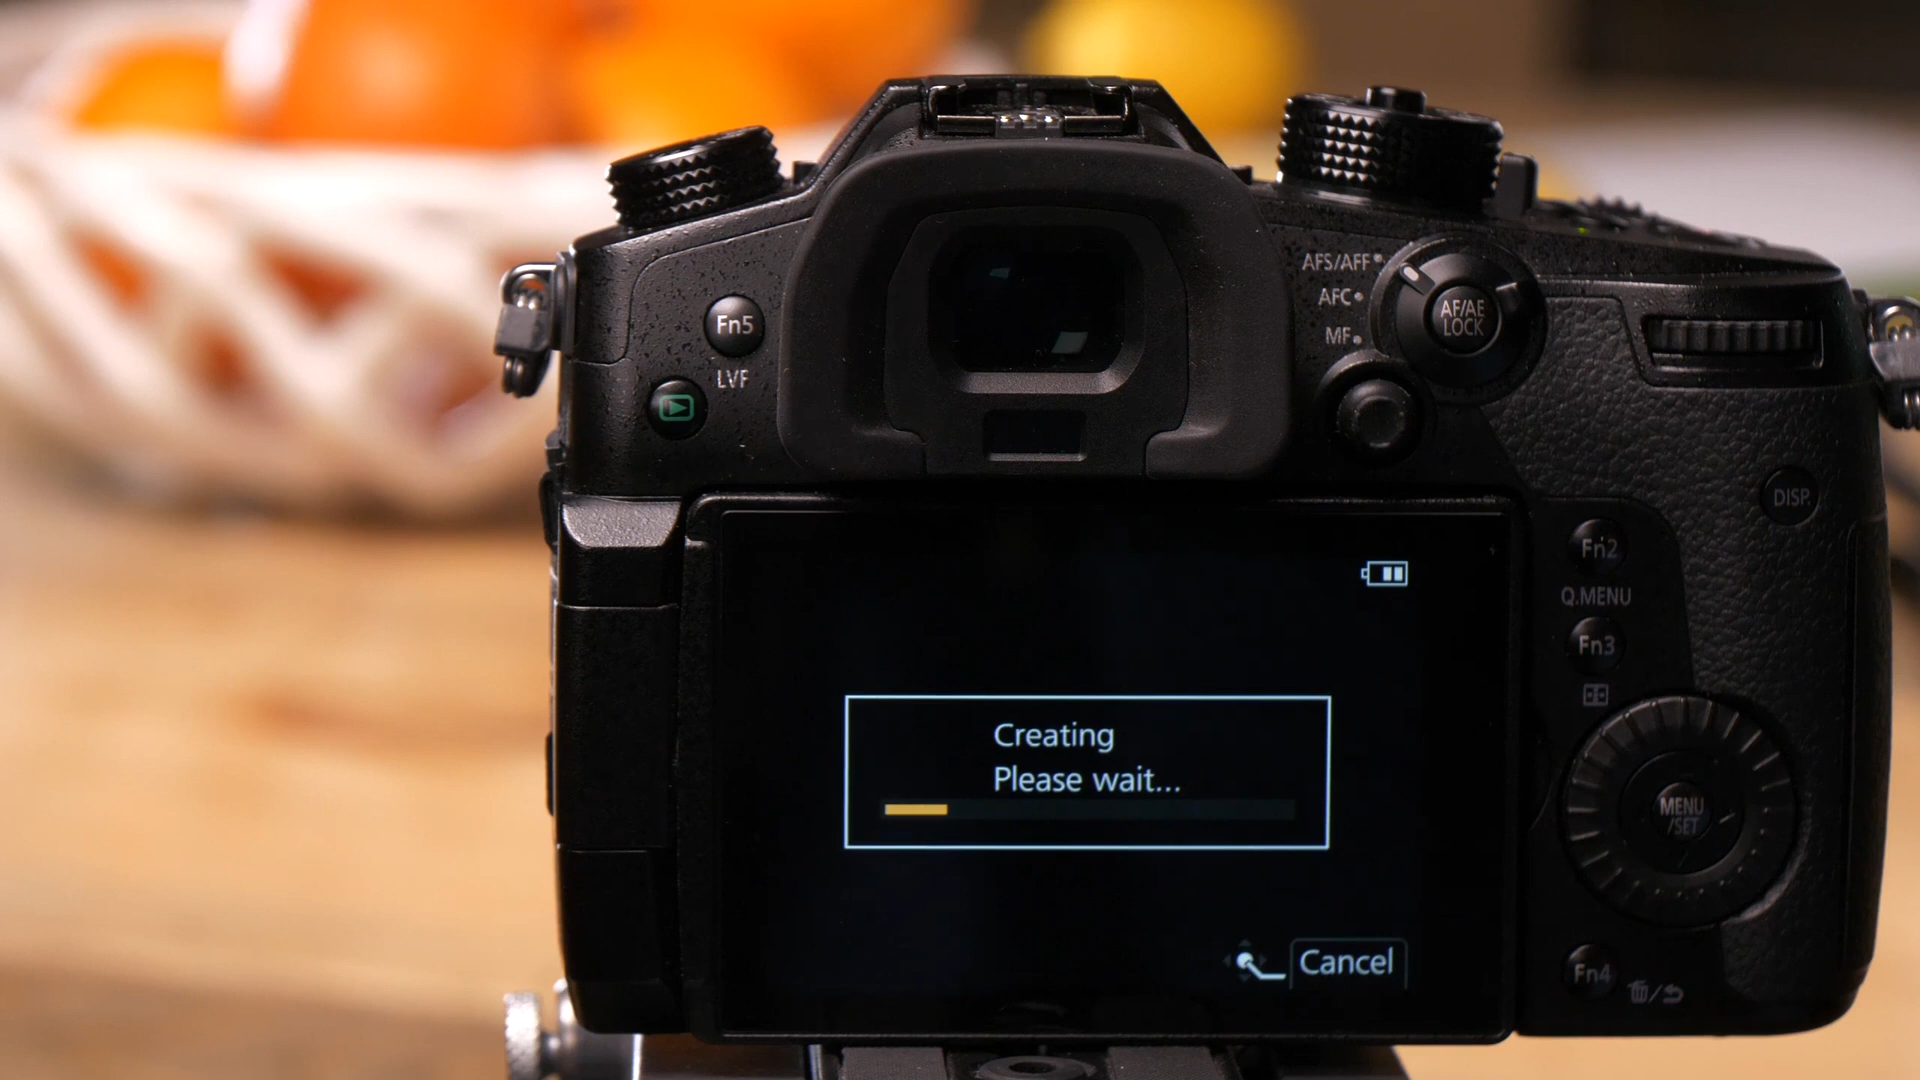 AFS/AFF
AFC
MF
AF/AE
LOCK
Fn5
LVF
DISP.
Fn2
Q.MENU
Fn3
Creating
Please wait...
MENU
/SET
Cancel
Fn4